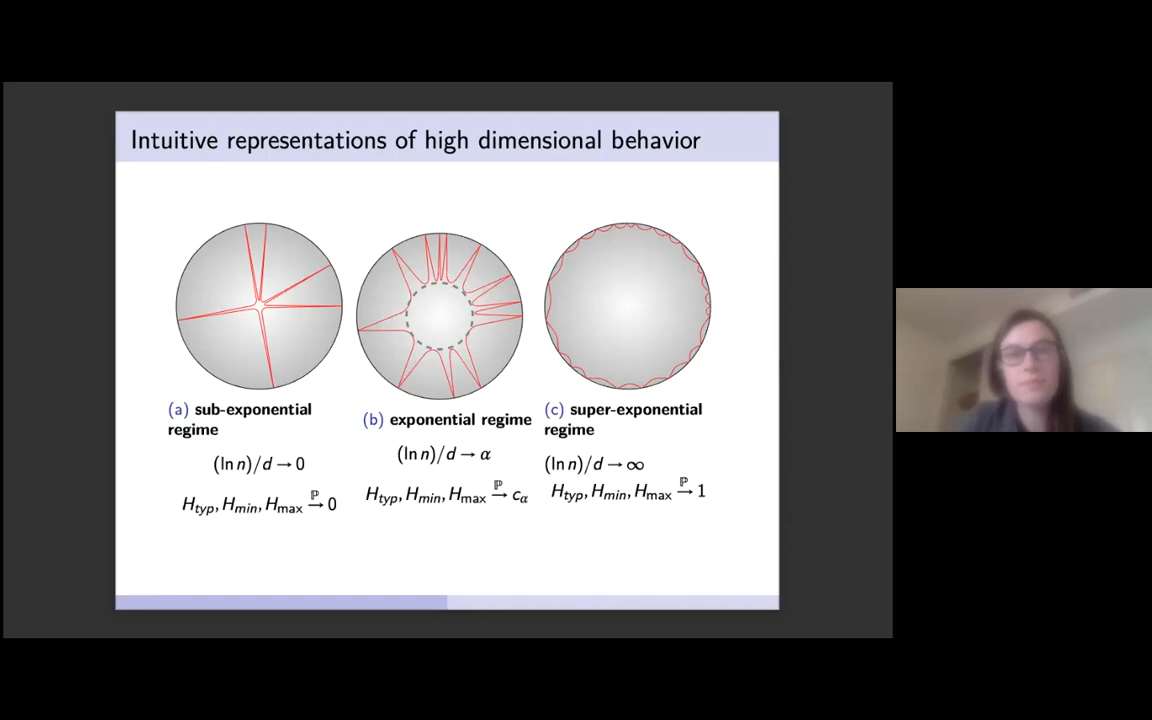 Intuitive representations of high dimensional behavior
(a) sub-exponential
regime
(ln n)/d → 0
H_typ, H_min, H_max →^ℙ 0
(b) exponential regime
(ln n)/d → α
H_typ, H_min, H_max →^ℙ c_α
(c) super-exponential
regime
(ln n)/d → ∞
H_typ, H_min, H_max →^ℙ 1